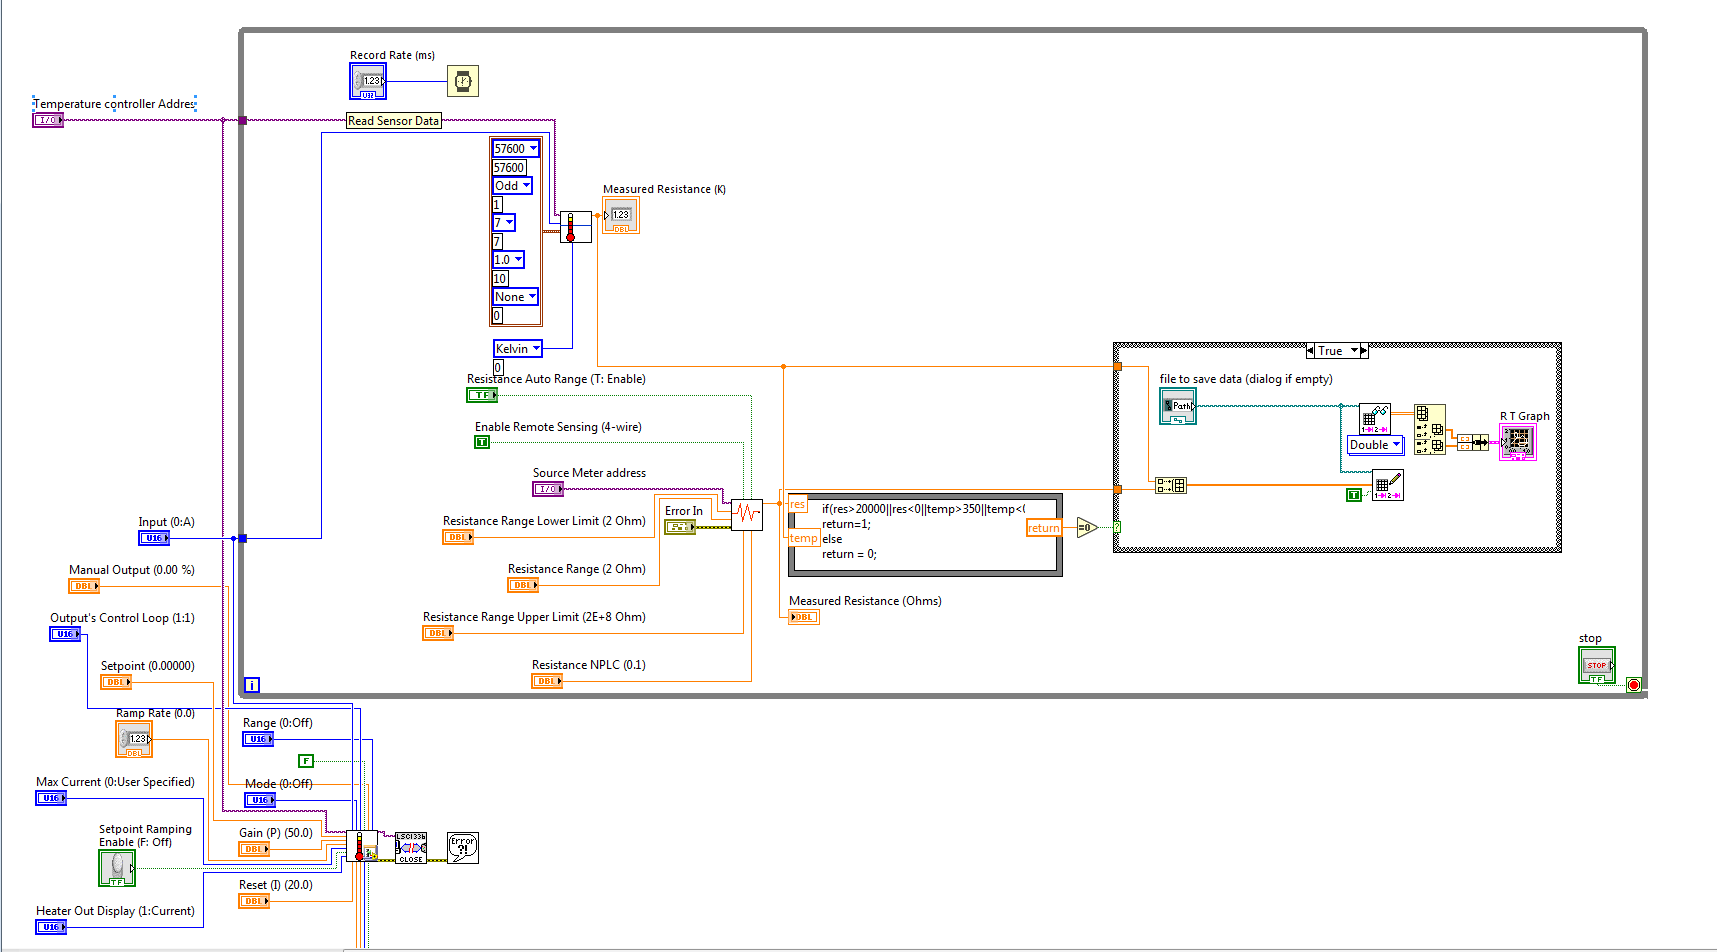 Record Rate (ms)
1.23
U32
Temperature controller Addres
I/O
Read Sensor Data
57600
57600
Odd
1
7
7
1.0
10
None
0
Kelvin
0
Measured Resistance (K)
1.23
DBL
Resistance Auto Range (T: Enable)
TF
Enable Remote Sensing (4-wire)
T
Source Meter address
I/O
Resistance Range Lower Limit (2 Ohm)
DBL
Error In
Resistance Range (2 Ohm)
DBL
Resistance Range Upper Limit (2E+8 Ohm)
DBL
Resistance NPLC (0.1)
DBL
res
temp
if(res>20000||res<0||temp>350||temp<(
return=1;
else
return = 0;
return
=0
?
Measured Resistance (Ohms)
DBL
True
file to save data (dialog if empty)
Path
Double
R T Graph
T
stop
STOP
TF
i
Input (0:A)
U16
Manual Output (0.00 %)
DBL
Output's Control Loop (1:1)
U16
Setpoint (0.00000)
DBL
Ramp Rate (0.0)
1.23
DBL
Max Current (0:User Specified)
U16
Setpoint Ramping
Enable (F: Off)
TF
Heater Out Display (1:Current)
U16
Range (0:Off)
U16
F
Mode (0:Off)
U16
Gain (P) (50.0)
DBL
Reset (I) (20.0)
DBL
CLOSE
Error
?!